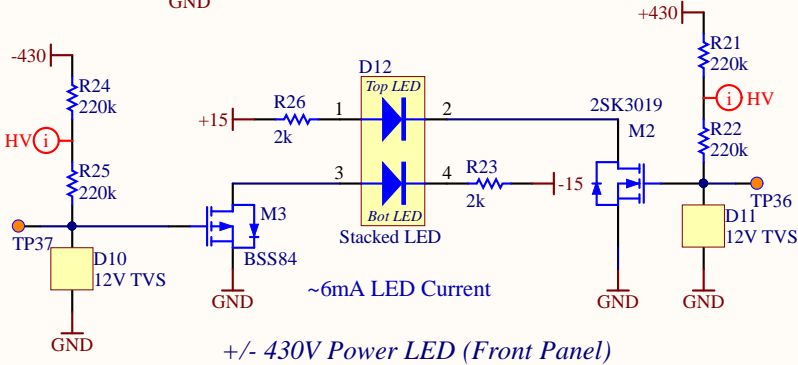 GND
-430
R24
220k
HV
i
R25
220k
TP37
D10
12V TVS
GND
+15
R26
2k
D12
Top LED
1
2
3
4
Bot LED
Stacked LED
R23
2k
-15
M3
BSS84
GND
~6mA LED Current
2SK3019
M2
GND
+430
R21
220k
i
HV
R22
220k
TP36
D11
12V TVS
GND
+/- 430V Power LED (Front Panel)